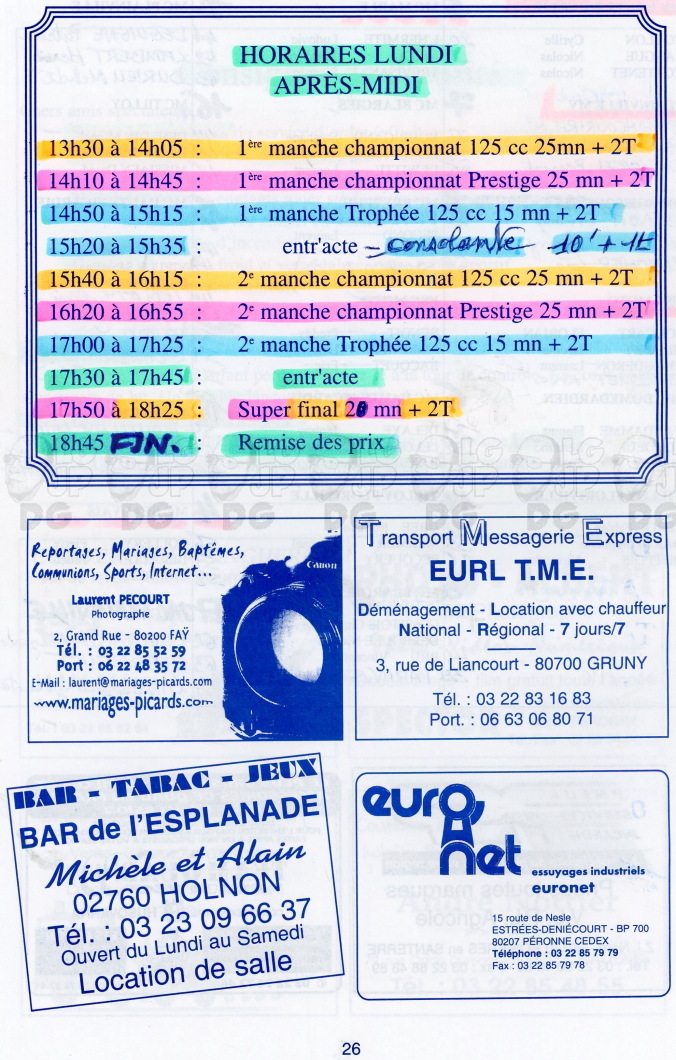 HORAIRES LUNDI
APRÈS-MIDI
13h30 à 14h05 : 1ère manche championnat 125 cc 25mn + 2T
14h10 à 14h45 : 1ère manche championnat Prestige 25 mn + 2T
14h50 à 15h15 : 1ère manche Trophée 125 cc 15 mn + 2T
15h20 à 15h35 : entr'acte – consolante 10' + 1t
15h40 à 16h15 : 2e manche championnat 125 cc 25 mn + 2T
16h20 à 16h55 : 2e manche championnat Prestige 25 mn + 2T
17h00 à 17h25 : 2e manche Trophée 125 cc 15 mn + 2T
17h30 à 17h45 : entr'acte
17h50 à 18h25 : Super final 20 mn + 2T
18h45 FIN. : Remise des prix
LG JP DG
Reportages, Mariages, Baptêmes,
Communions, Sports, Internet...
Canon
Laurent PECOURT
Photographe
2, Grand Rue - 80200 FAŸ
Tél. : 03 22 85 52 59
Port : 06 22 48 35 72
E-Mail : laurent@mariages-picards.com
www.mariages-picards.com
Transport Messagerie Express
EURL T.M.E.
Déménagement - Location avec chauffeur
National - Régional - 7 jours/7
3, rue de Liancourt - 80700 GRUNY
Tél. : 03 22 83 16 83
Port. : 06 63 06 80 71
BAR - TABAC - JEUX
BAR de l'ESPLANADE
Michèle et Alain
02760 HOLNON
Tél. : 03 23 09 66 37
Ouvert du Lundi au Samedi
Location de salle
euronet
essuyages industriels
euronet
15 route de Nesle
ESTRÉES-DENIÉCOURT - BP 700
80207 PÉRONNE CEDEX
Téléphone : 03 22 85 79 79
Fax : 03 22 85 79 78
26